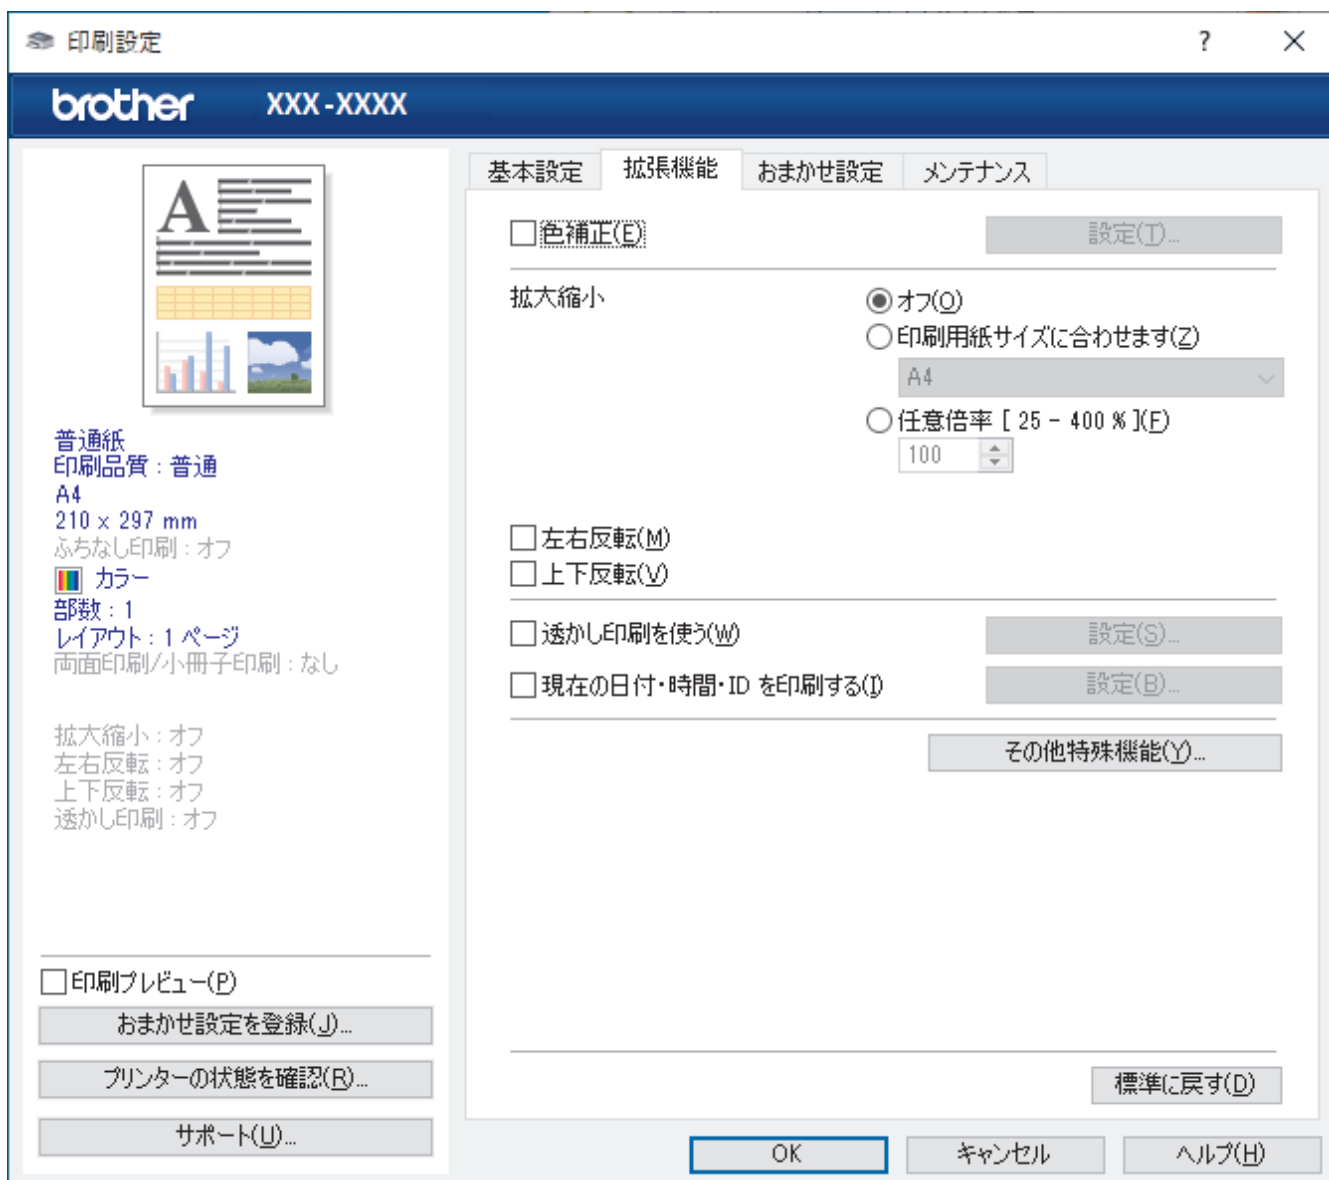 印刷設定
?
brother XXX-XXXX
A
普通紙
印刷品質 : 普通
A4
210 x 297 mm
ふちなし印刷 : オフ
カラー
部数 : 1
レイアウト : 1 ページ
両面印刷/小冊子印刷 : なし
拡大縮小 : オフ
左右反転 : オフ
上下反転 : オフ
透かし印刷 : オフ
印刷プレビュー(P)
おまかせ設定を登録(J)...
プリンターの状態を確認(R)...
サポート(U)...
基本設定 拡張機能 おまかせ設定 メンテナンス
色補正(E) 設定(T)...
拡大縮小 オフ(O)
印刷用紙サイズに合わせます(Z)
A4
任意倍率 [ 25 - 400 % ](F)
100
左右反転(M)
上下反転(V)
透かし印刷を使う(W) 設定(S)...
現在の日付・時間・ID を印刷する(I) 設定(B)...
その他特殊機能(Y)...
標準に戻す(D)
OK キャンセル ヘルプ(H)